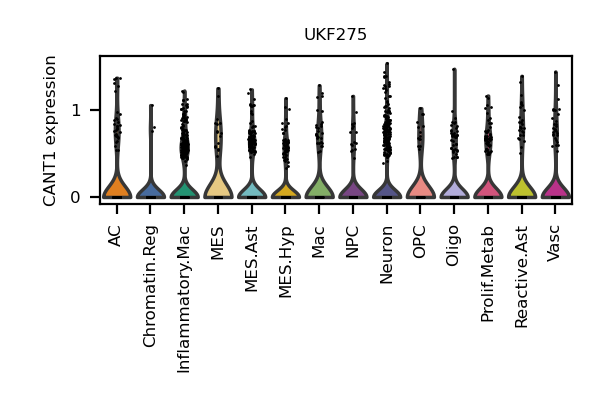 UKF275
CANT1 expression
1
0
AC
Chromatin.Reg
Inflammatory.Mac
MES
MES.Ast
MES.Hyp
Mac
NPC
Neuron
OPC
Oligo
Prolif.Metab
Reactive.Ast
Vasc